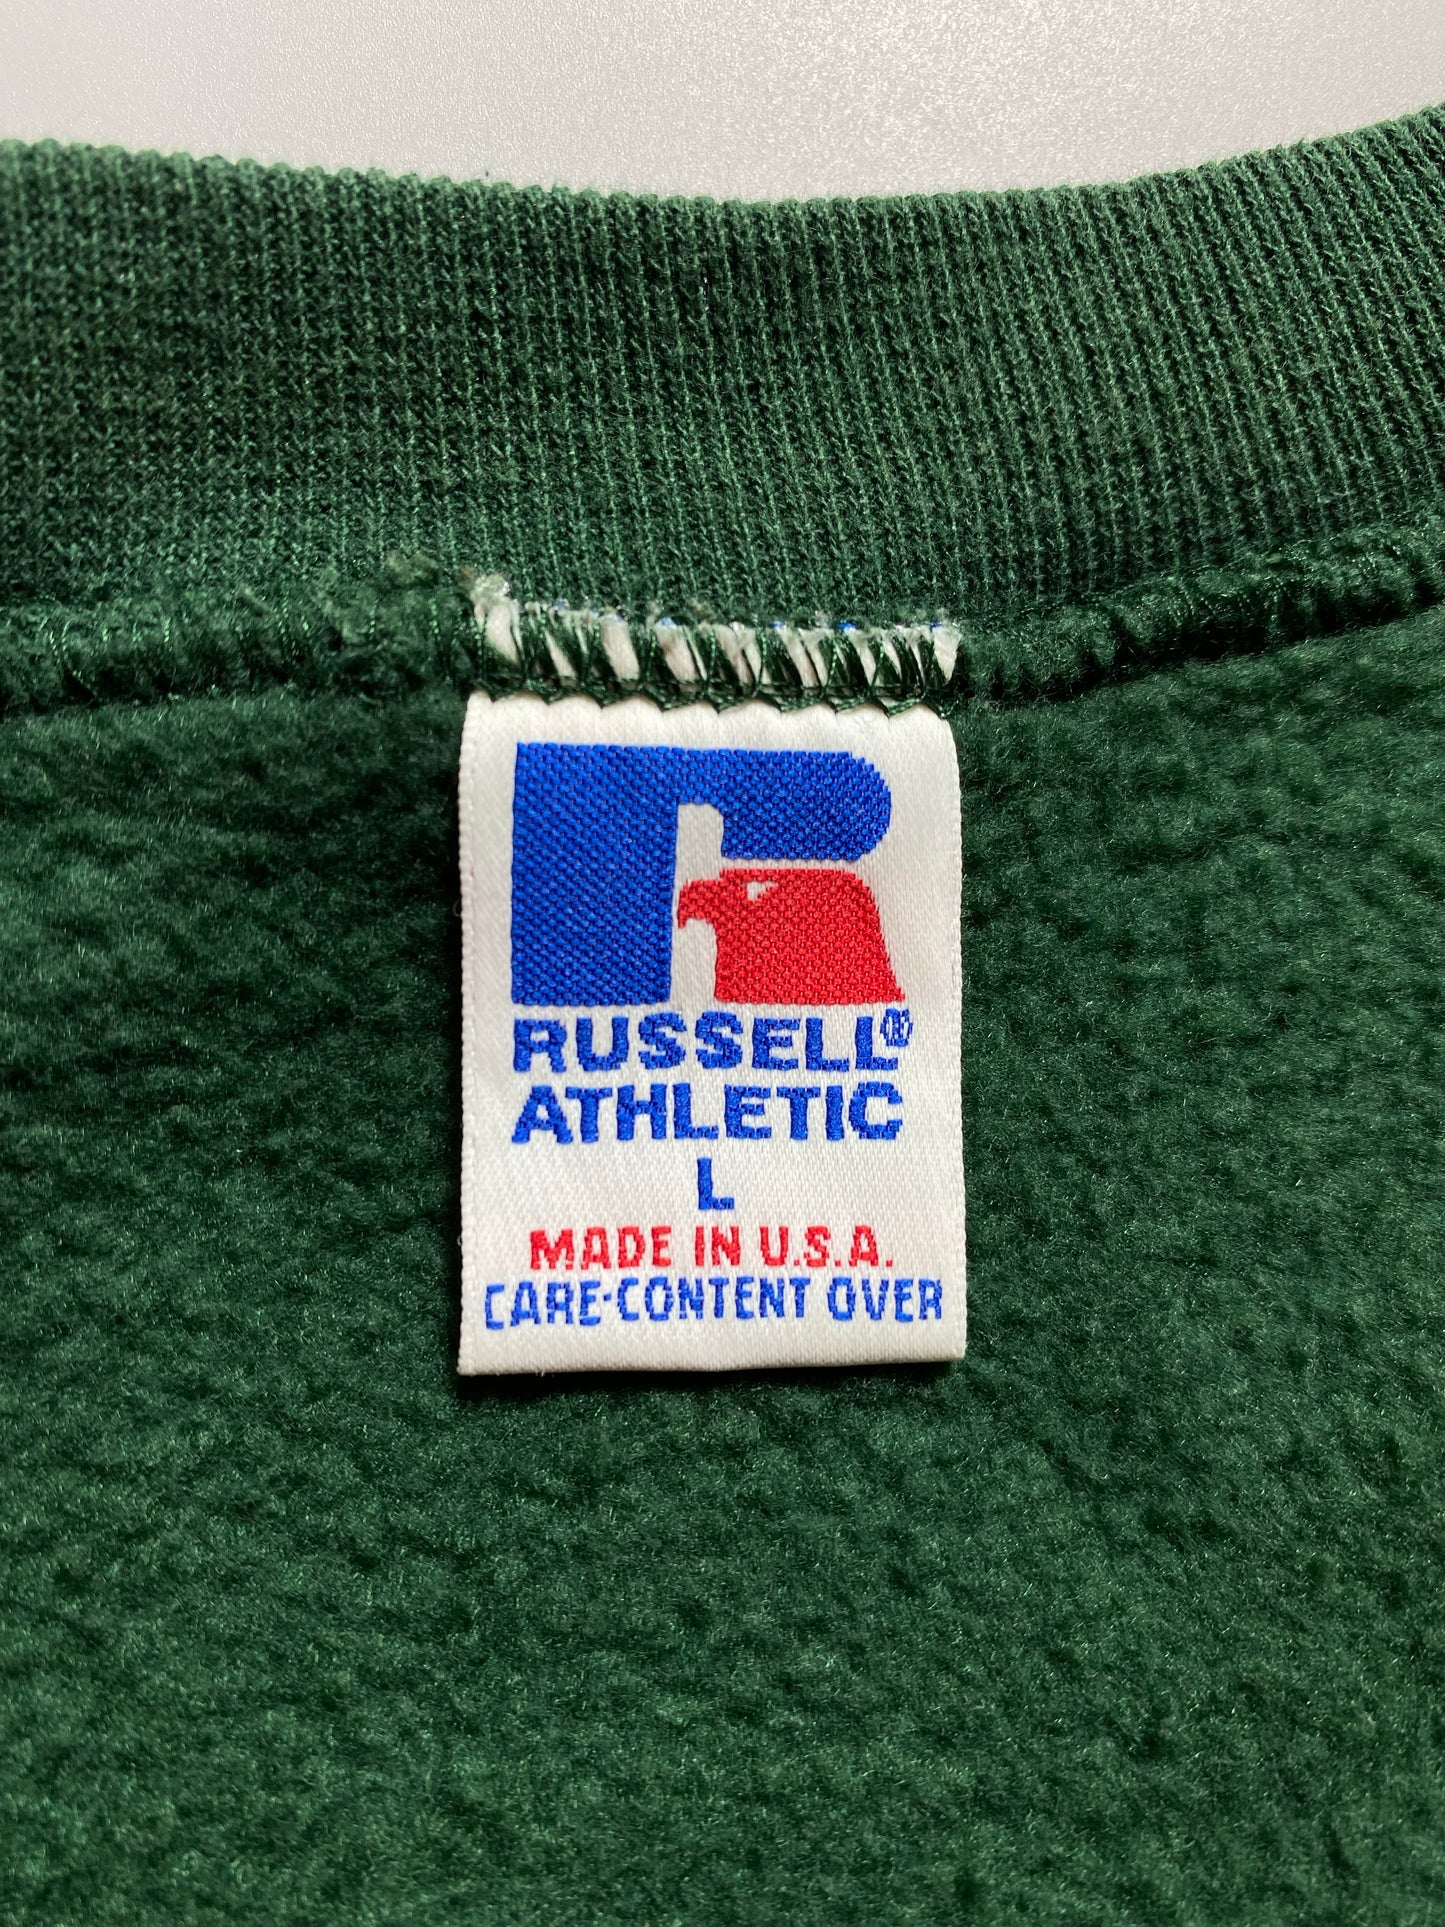 RUSSELL®
ATHLETIC
L
MADE IN U.S.A.
CARE-CONTENT OVER